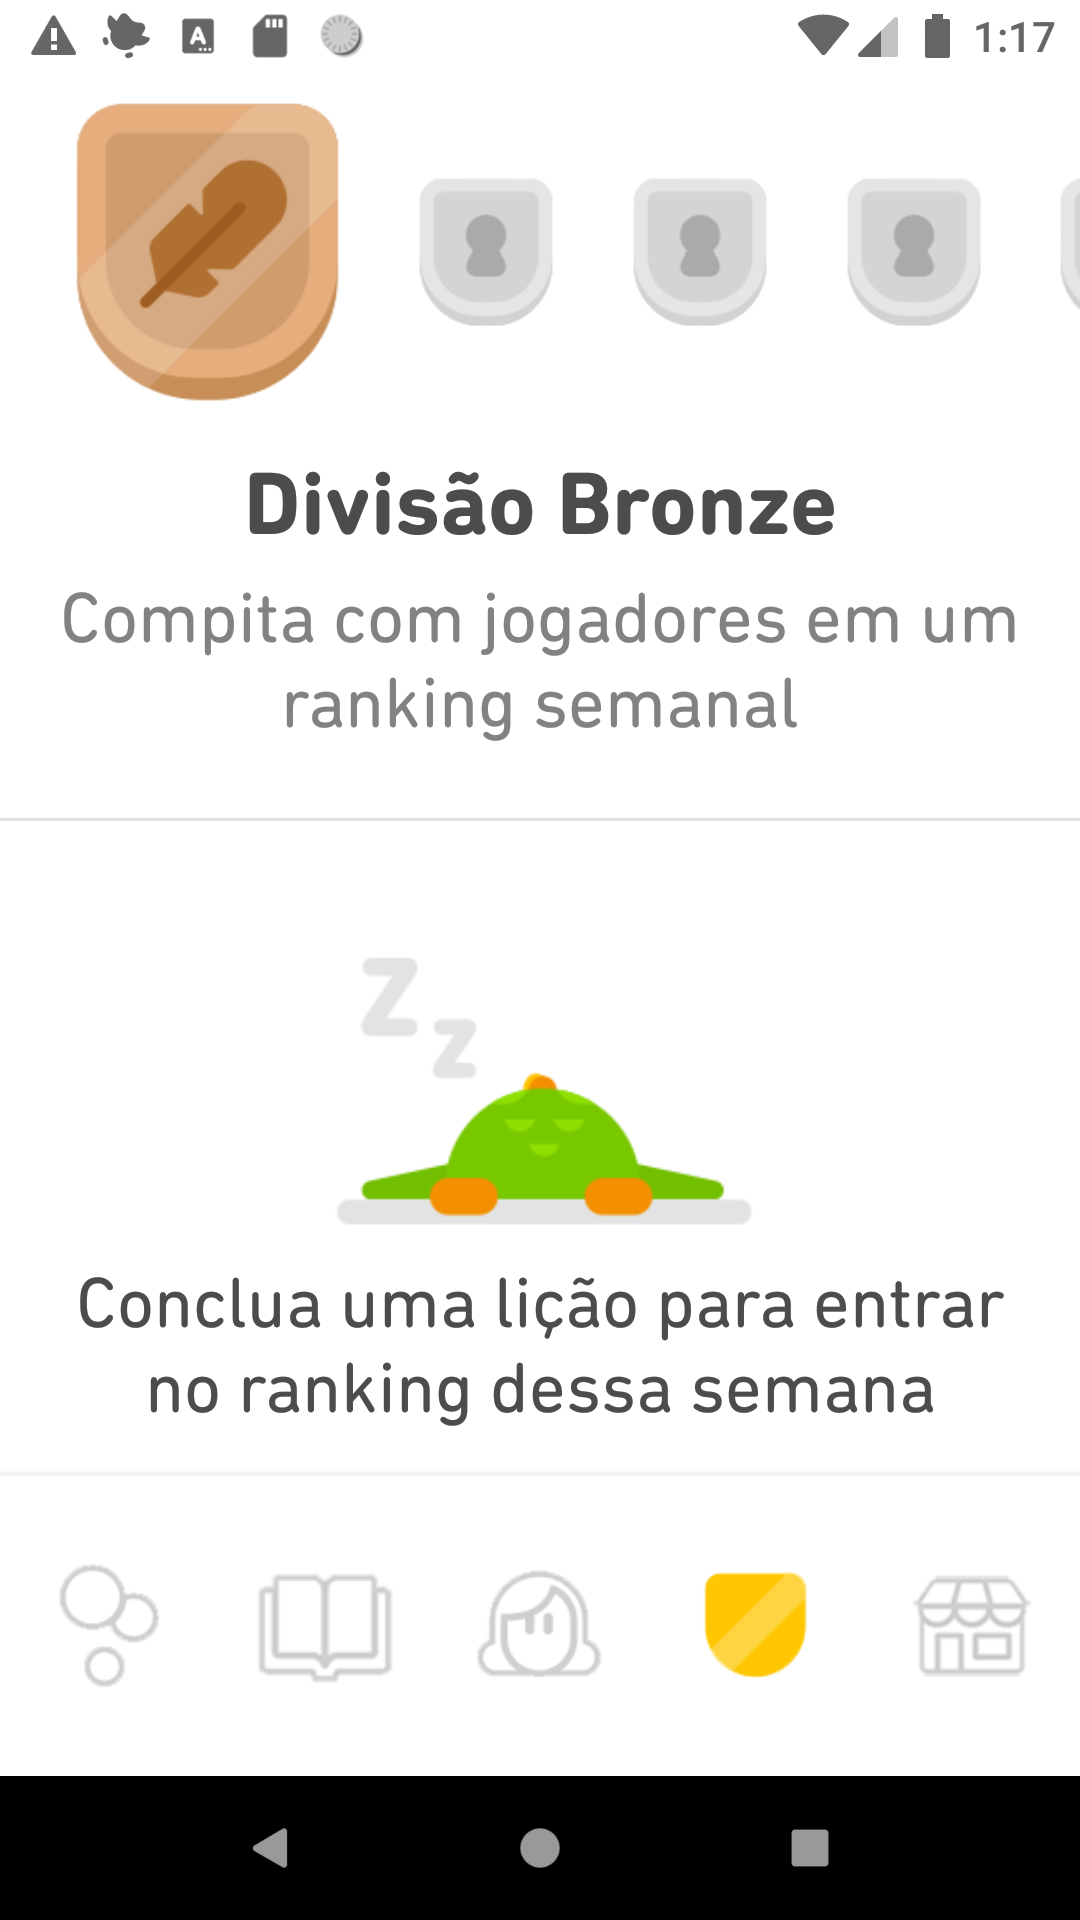 1:17
Divisão Bronze
Compita com jogadores em um
ranking semanal
Z
z
Conclua uma lição para entrar
no ranking dessa semana